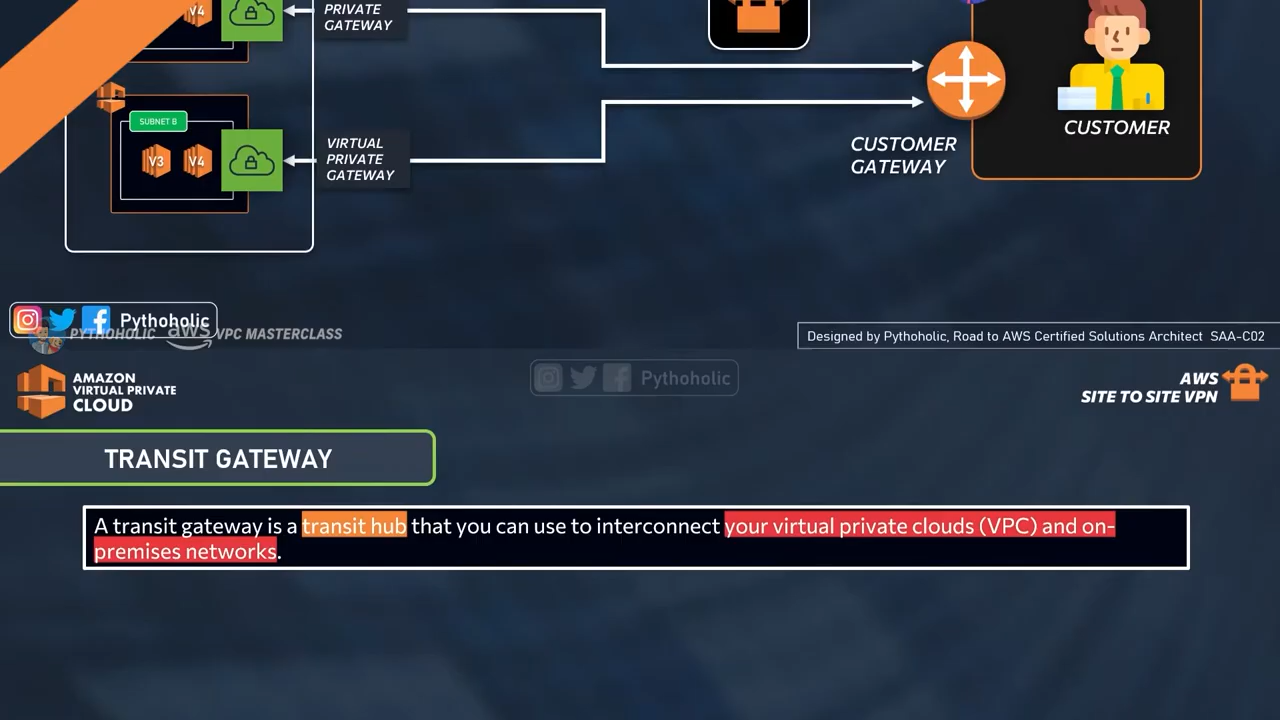 V4
PRIVATE
GATEWAY
SUBNET B
V3
V4
VIRTUAL
PRIVATE
GATEWAY
CUSTOMER
GATEWAY
CUSTOMER
Pythoholic
PYTHOHOLIC aws VPC MASTERCLASS
Designed by Pythoholic, Road to AWS Certified Solutions Architect SAA-C02
AMAZON
VIRTUAL PRIVATE
CLOUD
Pythoholic
AWS
SITE TO SITE VPN
TRANSIT GATEWAY
A transit gateway is a transit hub that you can use to interconnect your virtual private clouds (VPC) and on-
premises networks.